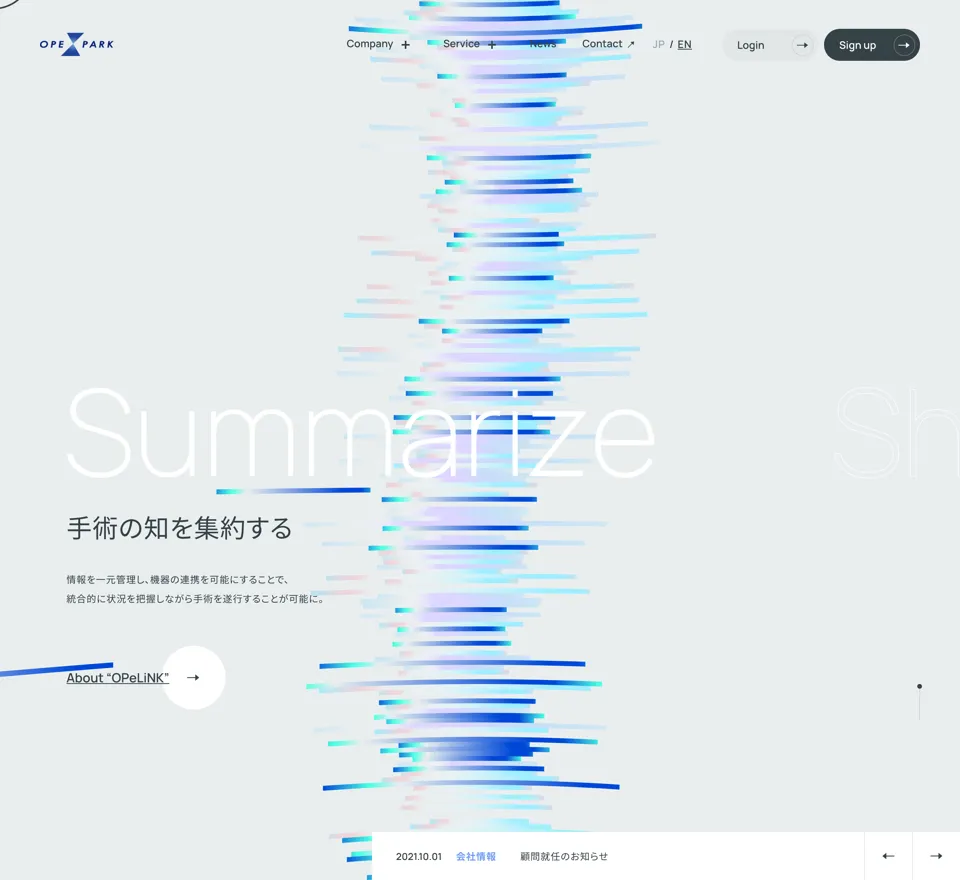 OPE PARK
Company +
Service +
News
Contact ↗
JP / EN
Login →
Sign up →
Summarize
Sh
手術の知を集約する
情報を一元管理し、機器の連携を可能にすることで、
統合的に状況を把握しながら手術を遂行することが可能に。
About “OPeLiNK” →
2021.10.01 会社情報 顧問就任のお知らせ ← →